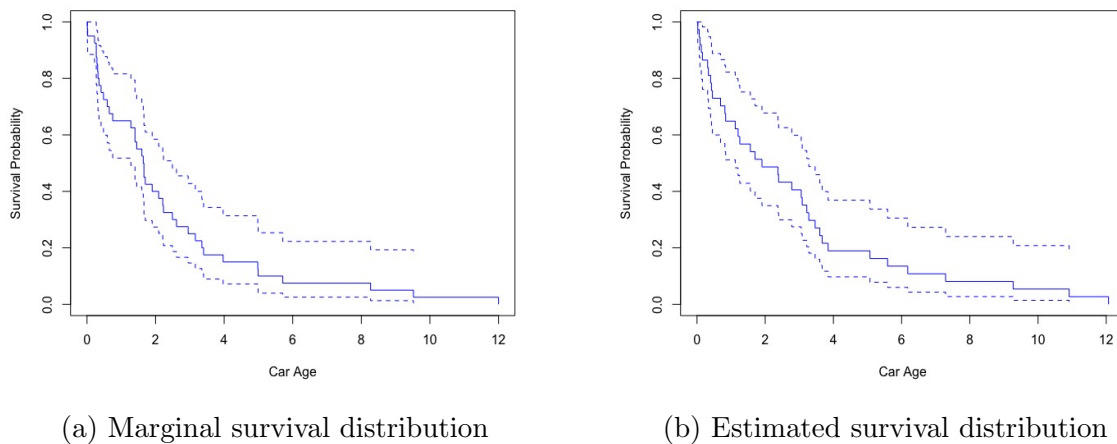 1.0
0.8
0.6
0.4
0.2
0.0
Survival Probability
0 2 4 6 8 10 12
Car Age
(a) Marginal survival distribution
1.0
0.8
0.6
0.4
0.2
0.0
Survival Probability
0 2 4 6 8 10 12
Car Age
(b) Estimated survival distribution